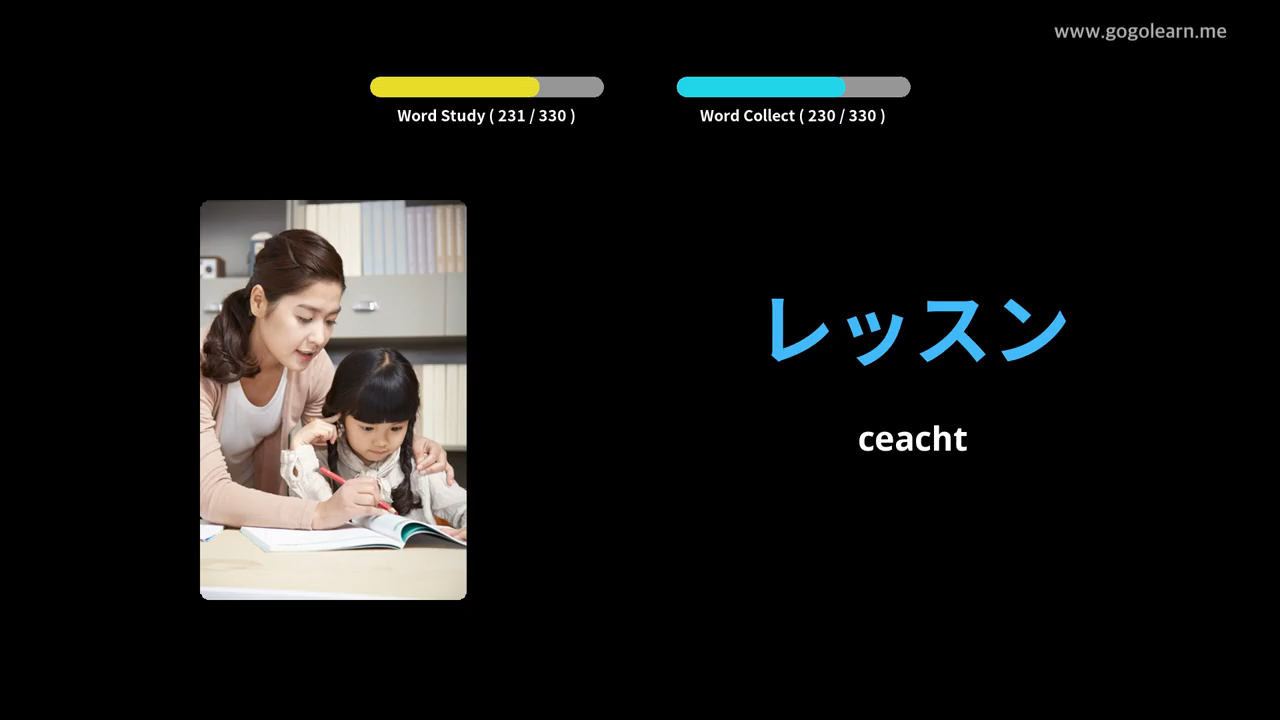 www.gogolearn.me
Word Study ( 231 / 330 )
Word Collect ( 230 / 330 )
レッスン
ceacht